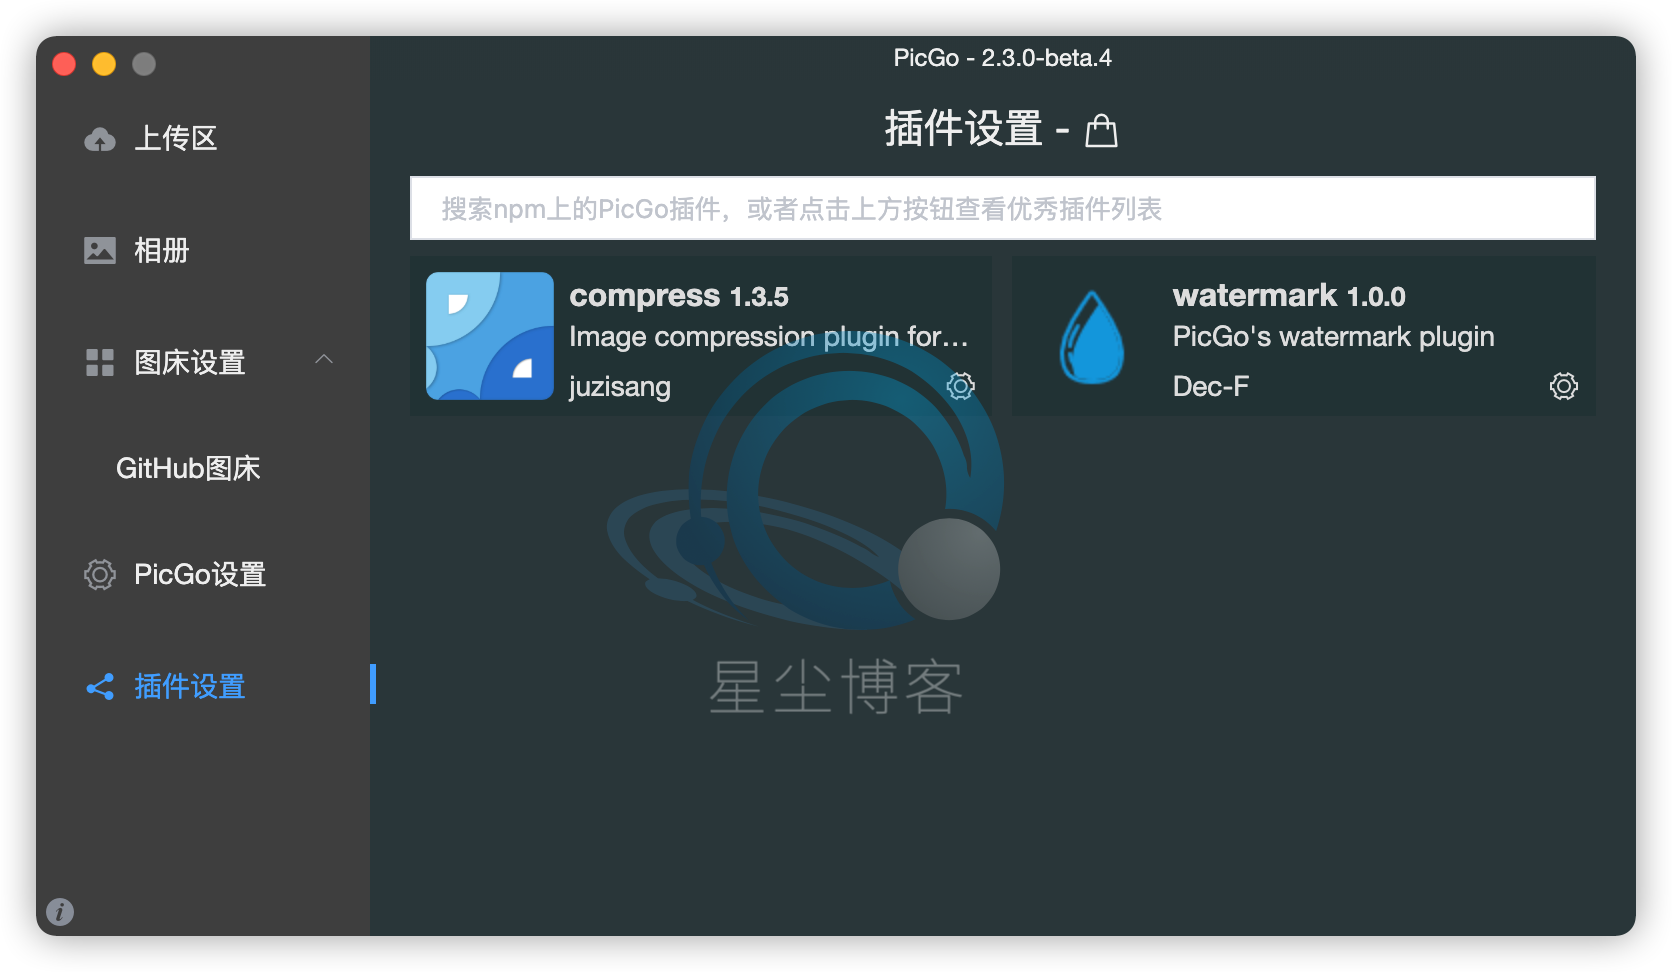 PicGo - 2.3.0-beta.4
上传区
相册
图床设置
GitHub图床
PicGo设置
插件设置
插件设置 -
搜索npm上的PicGo插件，或者点击上方按钮查看优秀插件列表
compress 1.3.5
Image compression plugin for...
juzisang
watermark 1.0.0
PicGo's watermark plugin
Dec-F
星尘博客